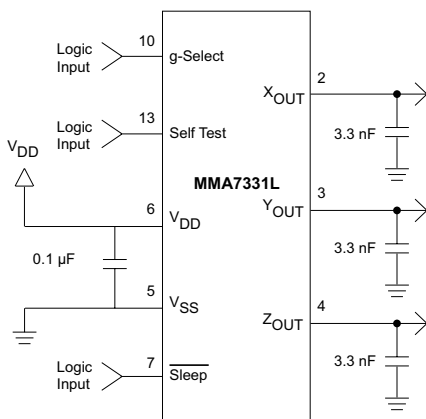 Logic
Input
10
g-Select
2
XOUT
3.3 nF
Logic
Input
13
Self Test
VDD
MMA7331L
3
YOUT
3.3 nF
6
VDD
0.1 µF
5
VSS
4
ZOUT
3.3 nF
Logic
Input
7
Sleep